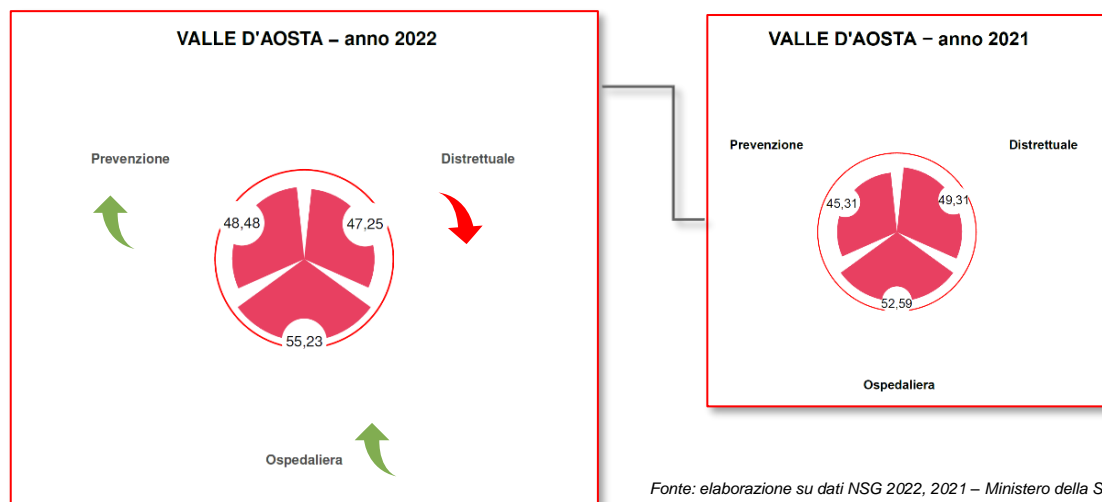 VALLE D'AOSTA – anno 2022
Prevenzione
Distrettuale
48,48
47,25
55,23
Ospedaliera
VALLE D'AOSTA – anno 2021
Prevenzione
Distrettuale
45,31
49,31
52,59
Ospedaliera
Fonte: elaborazione su dati NSG 2022, 2021 – Ministero della S